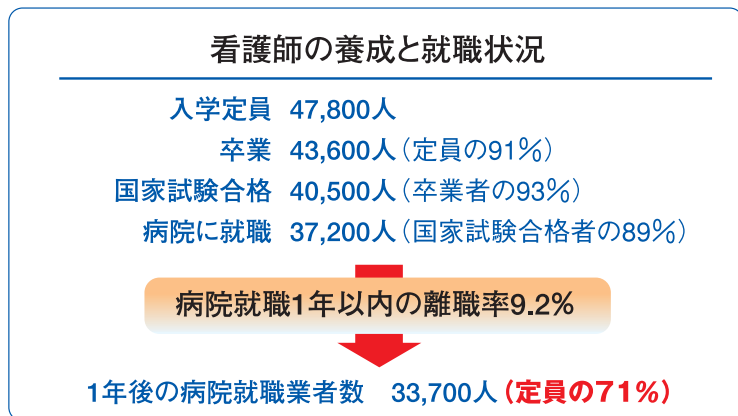 看護師の養成と就職状況
入学定員 47,800人
卒業 43,600人(定員の91%)
国家試験合格 40,500人(卒業者の93%)
病院に就職 37,200人(国家試験合格者の89%)
病院就職1年以内の離職率9.2%
1年後の病院就職業者数 33,700人(定員の71%)